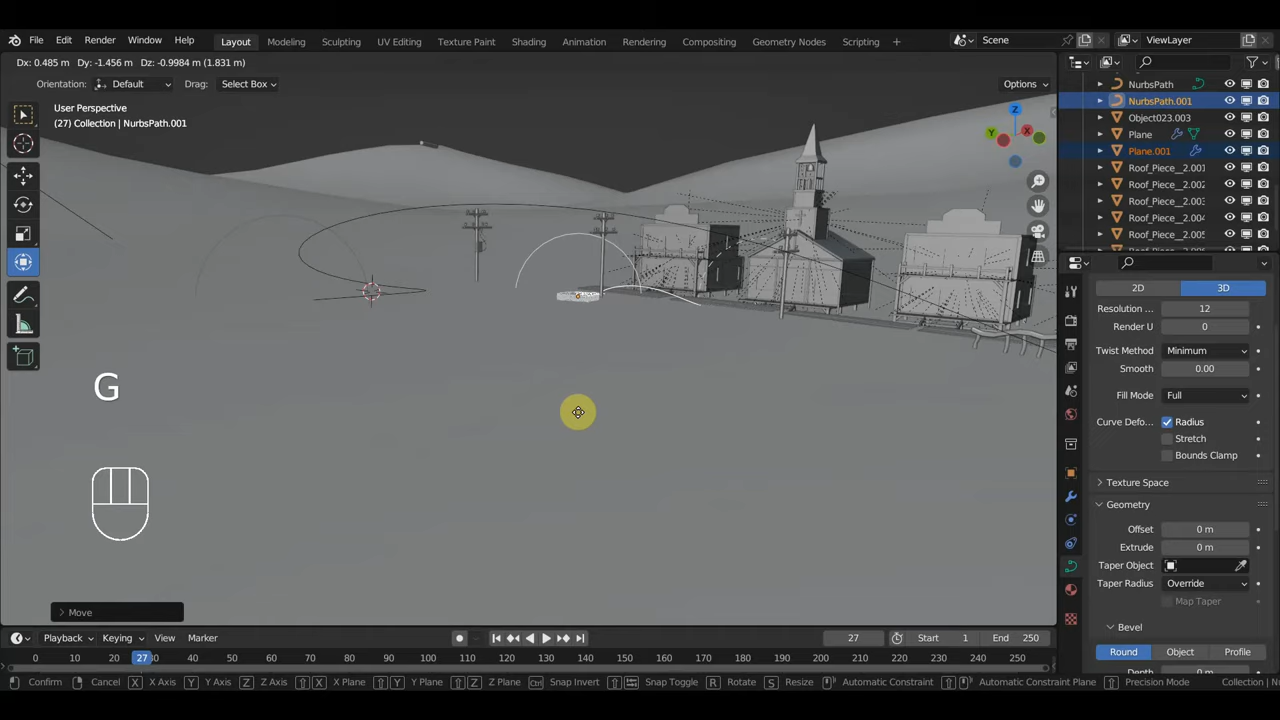 File Edit Render Window Help Layout Modeling Sculpting UV Editing Texture Paint Shading Animation Rendering Compositing Geometry Nodes Scripting + Scene ViewLayer
Dx: 0.485 m Dy: -1.456 m Dz: -0.9984 m (1.831 m)
Orientation: Default Drag: Select Box Options
User Perspective
(27) Collection | NurbsPath.001
Z
Y
X
G
NurbsPath
NurbsPath.001
Object023.003
Plane
Plane.001
Roof_Piece__2.001
Roof_Piece__2.002
Roof_Piece__2.003
Roof_Piece__2.004
Roof_Piece__2.005
2D 3D
Resolution ... 12
Render U 0
Twist Method Minimum
Smooth 0.00
Fill Mode Full
Curve Defo... Radius
Stretch
Bounds Clamp
Texture Space
Geometry
Offset 0 m
Extrude 0 m
Taper Object
Taper Radius Override
Map Taper
Bevel
Round Object Profile
Move
Playback Keying View Marker 27 Start 1 End 250
0 10 20 27 40 50 60 70 80 90 100 110 120 130 140 150 160 170 180 190 200 210 220 230 240 250
Confirm Cancel X X Axis Y Y Axis Z Z Axis X X Plane Y Y Plane Z Z Plane Ctrl Snap Invert Snap Toggle R Rotate S Resize Automatic Constraint Automatic Constraint Plane Precision Mode Collection | N